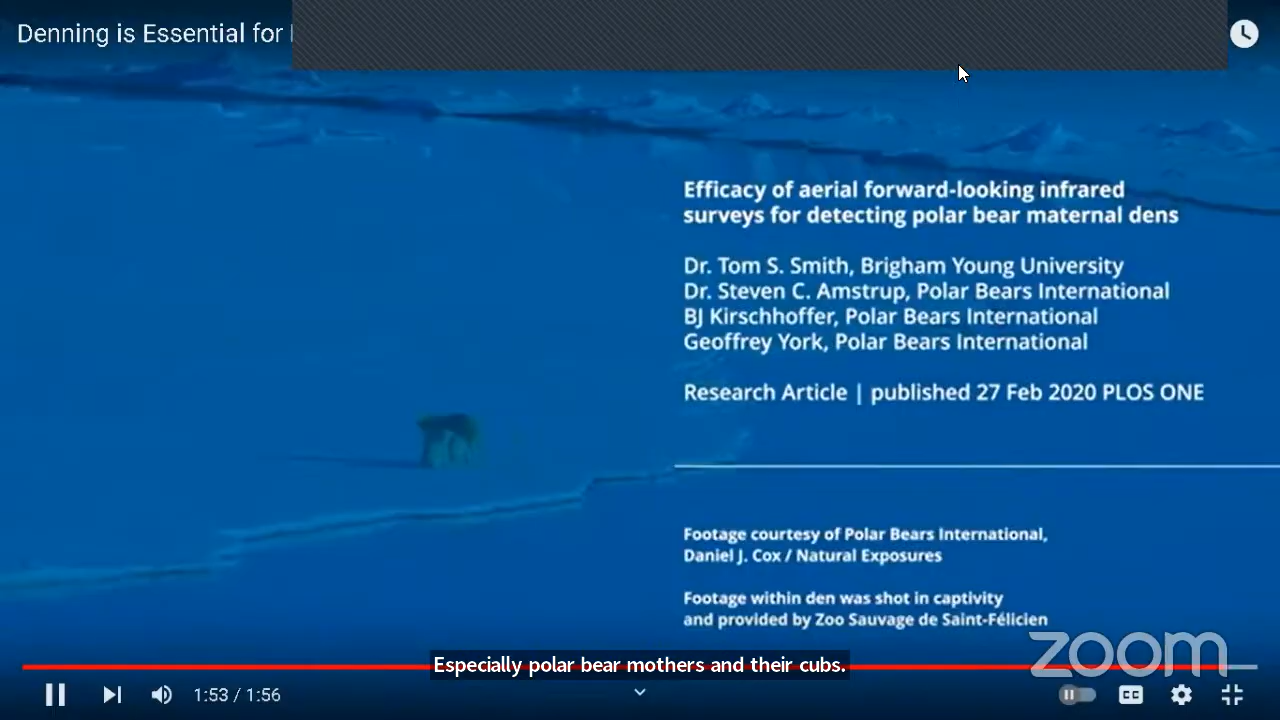 Denning is Essential for
Efficacy of aerial forward-looking infrared
surveys for detecting polar bear maternal dens
Dr. Tom S. Smith, Brigham Young University
Dr. Steven C. Amstrup, Polar Bears International
BJ Kirschhoffer, Polar Bears International
Geoffrey York, Polar Bears International
Research Article | published 27 Feb 2020 PLOS ONE
Footage courtesy of Polar Bears International,
Daniel J. Cox / Natural Exposures
Footage within den was shot in captivity
and provided by Zoo Sauvage de Saint-Félicien
zoom
Especially polar bear mothers and their cubs.
1:53 / 1:56
CC